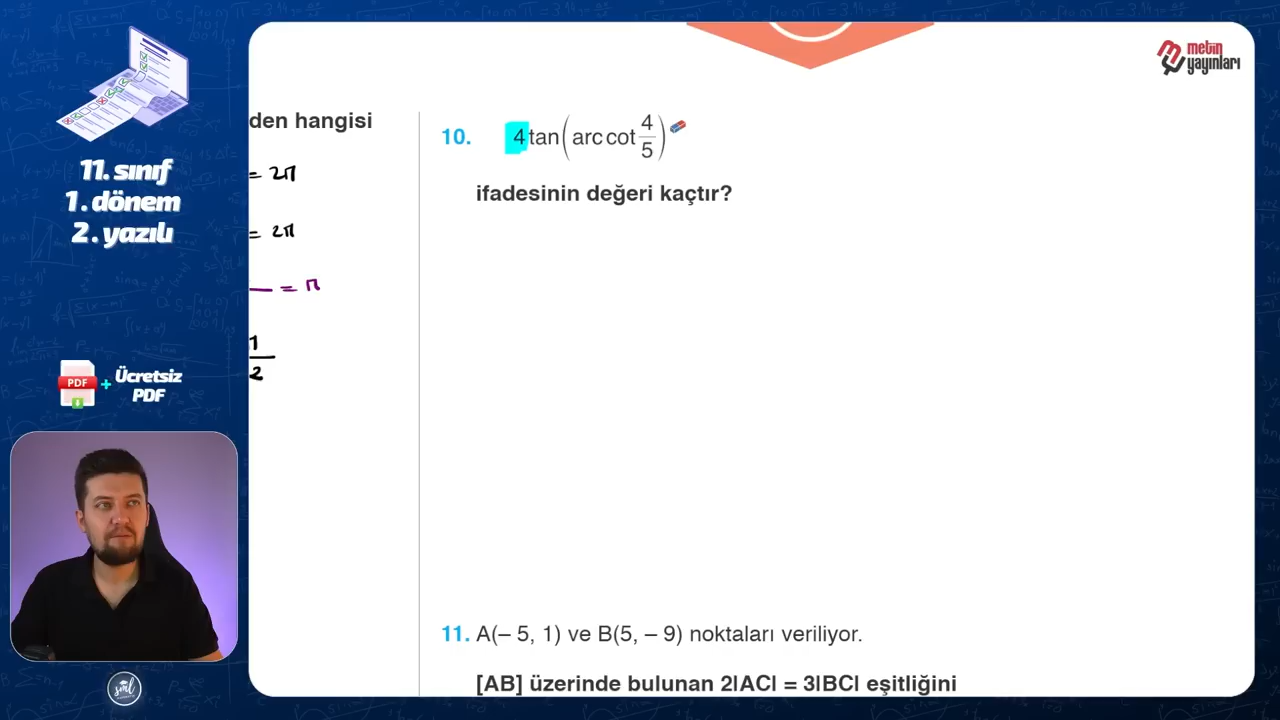 metin
yayınları
11. sınıf
1. dönem
2. yazılı
PDF
+
Ücretsiz
PDF
sml
den hangisi
= 2π
= 2π
= π
1
2
10. 4tan(arc cot 4/5)
ifadesinin değeri kaçtır?
11. A(– 5, 1) ve B(5, – 9) noktaları veriliyor.
[AB] üzerinde bulunan 2|AC| = 3|BC| eşitliğini